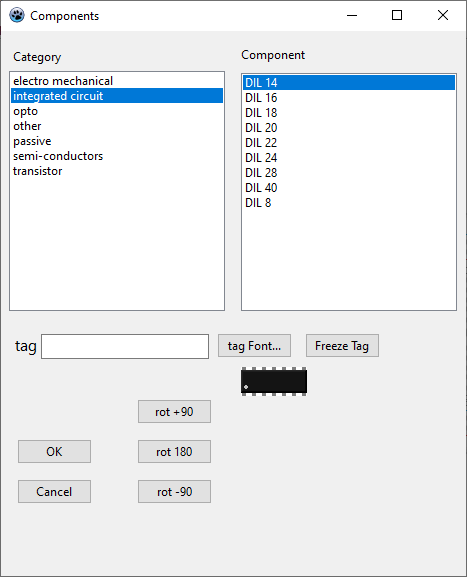 Components
Category
Component
electro mechanical
integrated circuit
opto
other
passive
semi-conductors
transistor
DIL 14
DIL 16
DIL 18
DIL 20
DIL 22
DIL 24
DIL 28
DIL 40
DIL 8
tag
tag Font...
Freeze Tag
rot +90
OK
rot 180
Cancel
rot -90